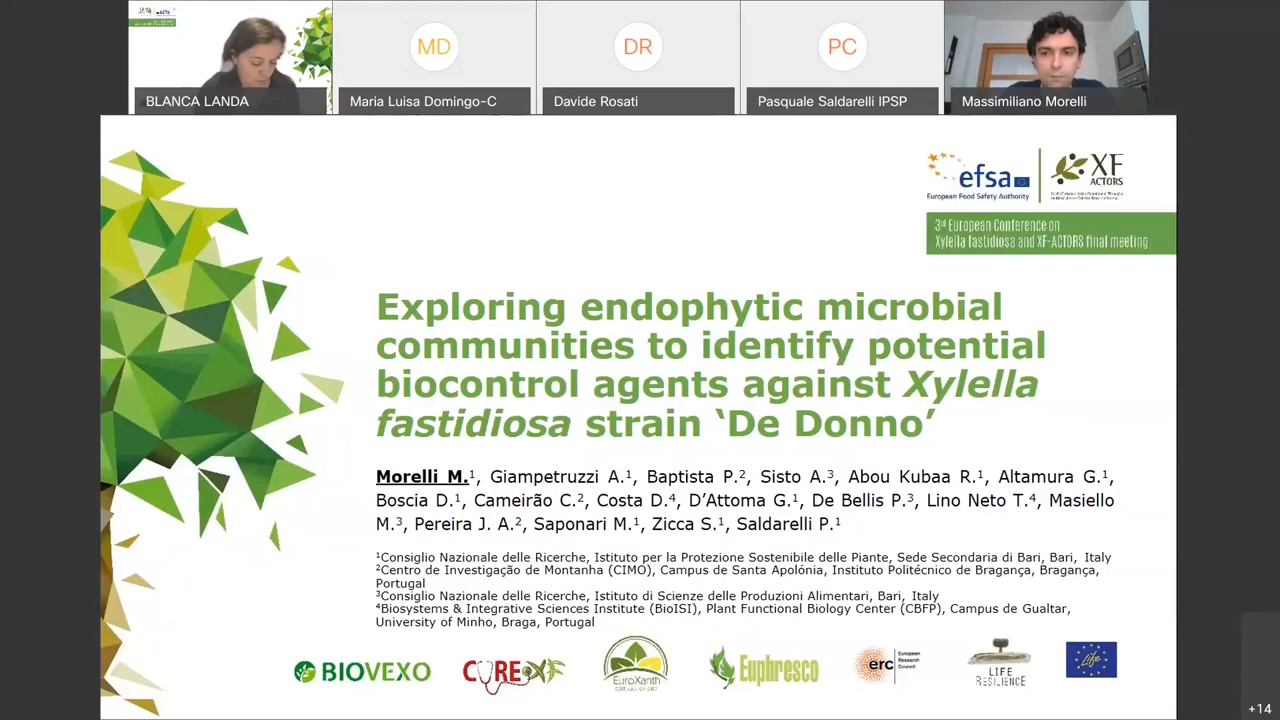 BLANCA LANDA
MD
Maria Luisa Domingo-C
DR
Davide Rosati
PC
Pasquale Saldarelli IPSP
Massimiliano Morelli
efsa
European Food Safety Authority
XF
ACTORS
3rd European Conference on
Xylella fastidiosa and XF-ACTORS final meeting
Exploring endophytic microbial
communities to identify potential
biocontrol agents against Xylella
fastidiosa strain ‘De Donno’
Morelli M.¹, Giampetruzzi A.¹, Baptista P.², Sisto A.³, Abou Kubaa R.¹, Altamura G.¹,
Boscia D.¹, Cameirão C.², Costa D.⁴, D’Attoma G.¹, De Bellis P.³, Lino Neto T.⁴, Masiello
M.³, Pereira J. A.², Saponari M.¹, Zicca S.¹, Saldarelli P.¹
¹Consiglio Nazionale delle Ricerche, Istituto per la Protezione Sostenibile delle Piante, Sede Secondaria di Bari, Bari, Italy
²Centro de Investigação de Montanha (CIMO), Campus de Santa Apolónia, Instituto Politécnico de Bragança, Bragança,
Portugal
³Consiglio Nazionale delle Ricerche, Istituto di Scienze delle Produzioni Alimentari, Bari, Italy
⁴Biosystems & Integrative Sciences Institute (BioISI), Plant Functional Biology Center (CBFP), Campus de Gualtar,
University of Minho, Braga, Portugal
BIOVEXO
CURE XF
EuroXanth
Euphresco
erc
European
Research
Council
LIFE
RESILIENCE
Life
+14